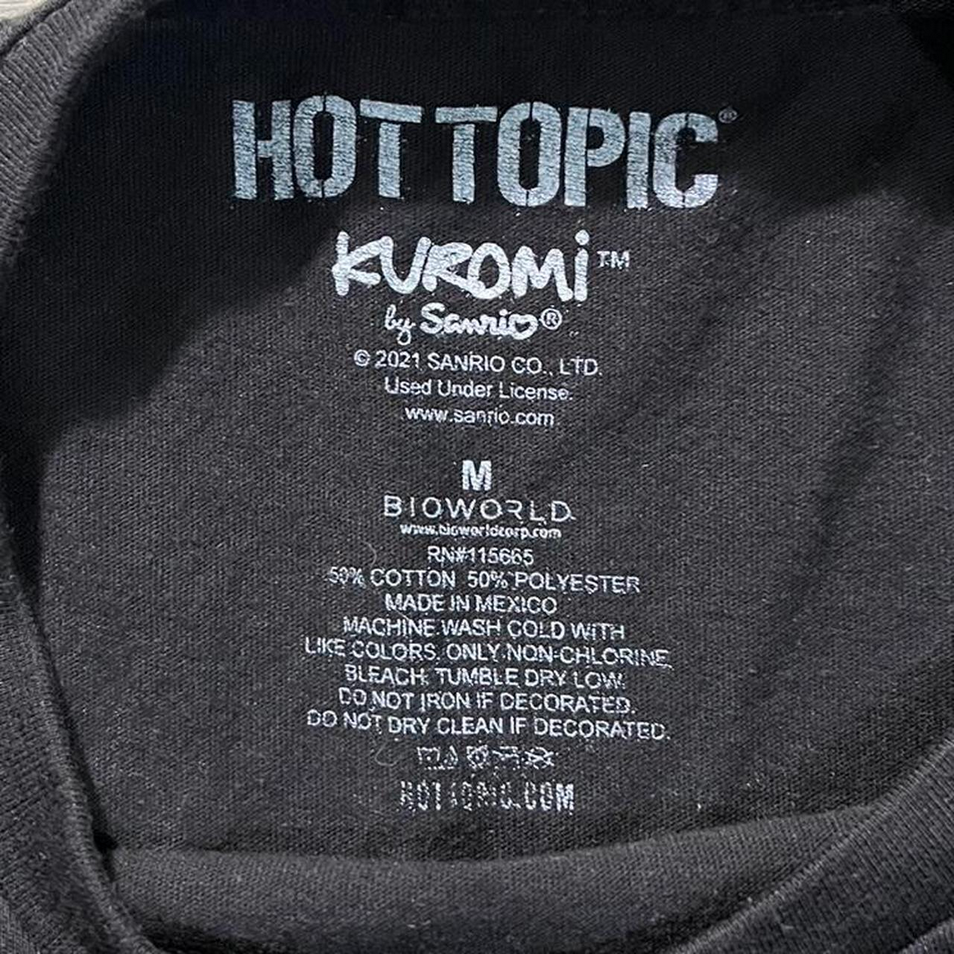 HOT TOPIC®
KUROMi™
by Sanrio®
© 2021 SANRIO CO., LTD.
Used Under License.
www.sanrio.com
M
BIOWORLD
www.bioworldcorp.com
RN#115665
50% COTTON 50% POLYESTER
MADE IN MEXICO
MACHINE WASH COLD WITH
LIKE COLORS. ONLY NON-CHLORINE
BLEACH. TUMBLE DRY LOW.
DO NOT IRON IF DECORATED.
DO NOT DRY CLEAN IF DECORATED.
HOTTOPIC.COM